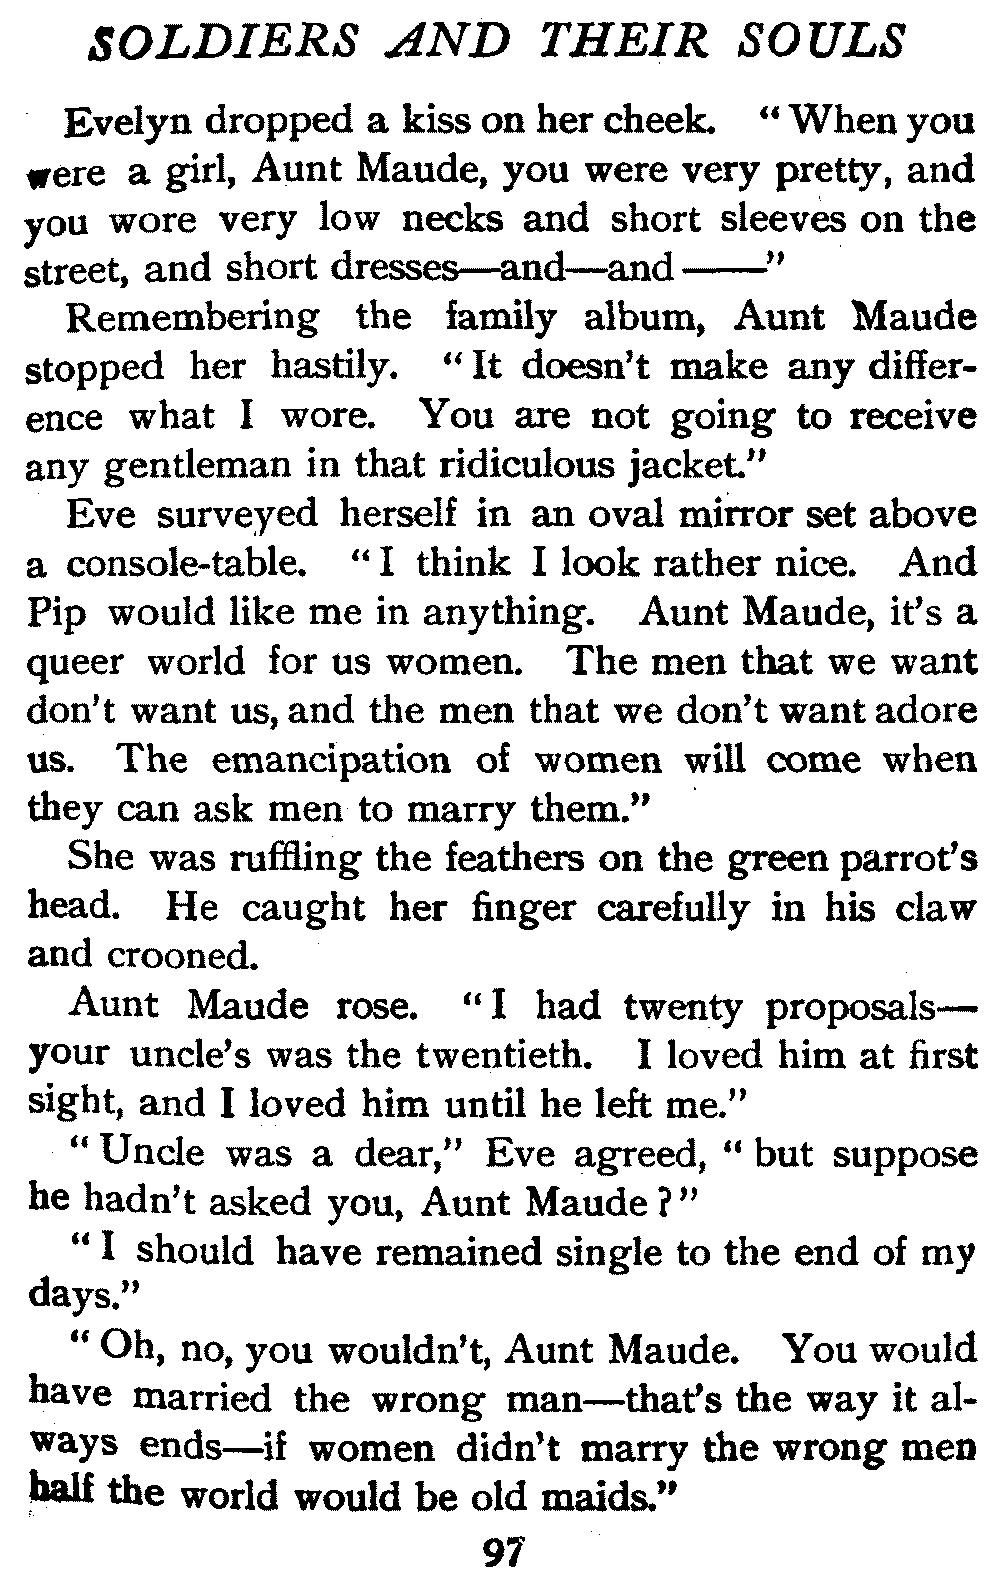 SOLDIERS AND THEIR SOULS
Evelyn dropped a kiss on her cheek. "When you
were a girl, Aunt Maude, you were very pretty, and
you wore very low necks and short sleeves on the
street, and short dresses—and—and ——"
Remembering the family album, Aunt Maude
stopped her hastily. "It doesn't make any differ-
ence what I wore. You are not going to receive
any gentleman in that ridiculous jacket."
Eve surveyed herself in an oval mirror set above
a console-table. "I think I look rather nice. And
Pip would like me in anything. Aunt Maude, it's a
queer world for us women. The men that we want
don't want us, and the men that we don't want adore
us. The emancipation of women will come when
they can ask men to marry them."
She was ruffling the feathers on the green parrot's
head. He caught her finger carefully in his claw
and crooned.
Aunt Maude rose. "I had twenty proposals—
your uncle's was the twentieth. I loved him at first
sight, and I loved him until he left me."
"Uncle was a dear," Eve agreed, "but suppose
he hadn't asked you, Aunt Maude?"
"I should have remained single to the end of my
days."
"Oh, no, you wouldn't, Aunt Maude. You would
have married the wrong man—that's the way it al-
ways ends—if women didn't marry the wrong men
half the world would be old maids."
97